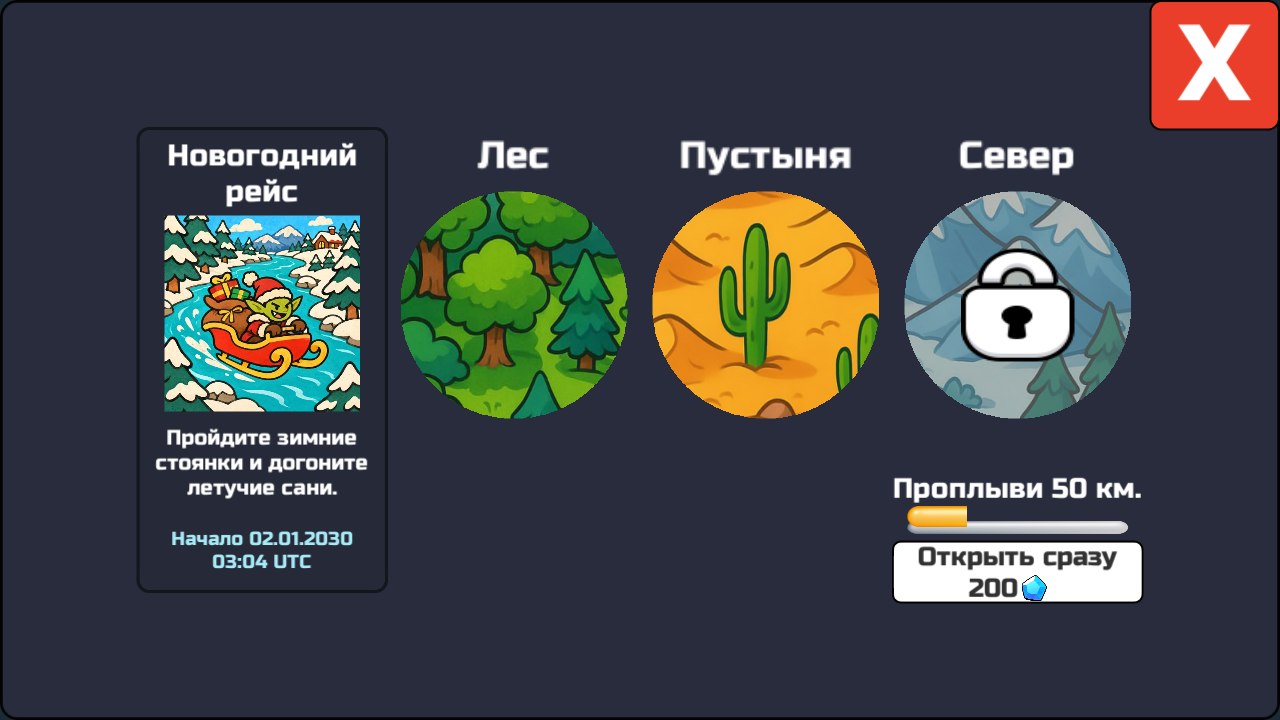 X
Новогодний
рейс
Пройдите зимние
стоянки и догоните
летучие сани.
Начало 02.01.2030
03:04 UTC
Лес
Пустыня
Север
Проплыви 50 км.
Открыть сразу
200